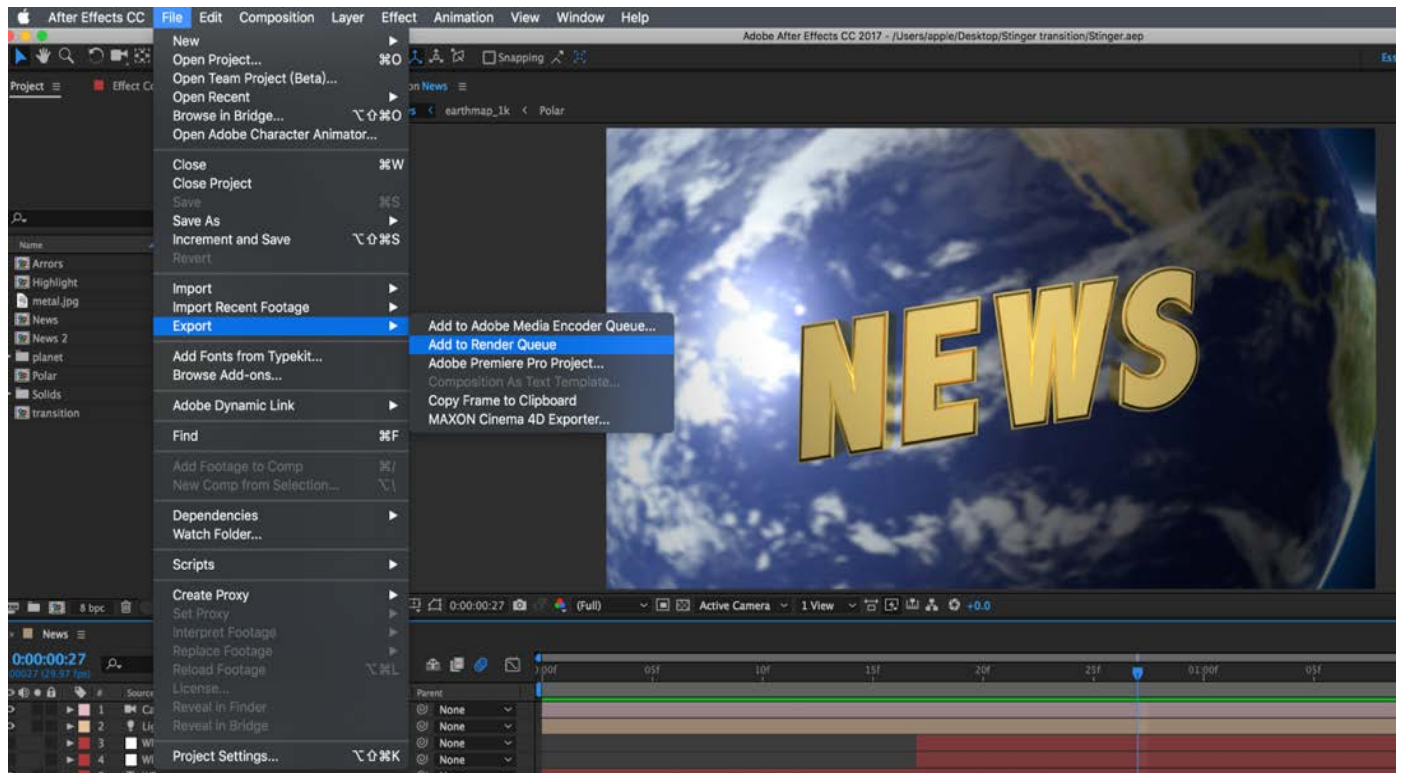 After Effects CC File Edit Composition Layer Effect Animation View Window Help
Adobe After Effects CC 2017 - /Users/apple/Desktop/Stinger transition/Stinger.aep
Snapping
Project
Effect
News
earthmap_1k < Polar
New
Open Project... ⌘O
Open Team Project (Beta)...
Open Recent
Browse in Bridge... ⌥⇧⌘O
Open Adobe Character Animator...
Close ⌘W
Close Project
Save ⌘S
Save As
Increment and Save ⌥⇧⌘S
Revert
Import
Import Recent Footage
Export
Add Fonts from Typekit...
Browse Add-ons...
Adobe Dynamic Link
Find ⌘F
Add Footage to Comp ⌘/
New Comp from Selection... ⌥\
Dependencies
Watch Folder...
Scripts
Create Proxy
Set Proxy
Interpret Footage
Replace Footage
Reload Footage ⌥⌘L
License...
Reveal in Finder
Reveal in Bridge
Project Settings... ⌥⇧⌘K
Add to Adobe Media Encoder Queue...
Add to Render Queue
Adobe Premiere Pro Project...
Composition As Text Template...
Copy Frame to Clipboard
MAXON Cinema 4D Exporter...
NEWS
Name
Arrors
Highlight
metal.jpg
News
News 2
planet
Polar
Solids
transition
8 bpc
0:00:00:27 (Full) Active Camera 1 View +0.0
News
0:00:00:27
00027 (29.97 fps)
05f 10f 15f 20f 25f 01:00f 05f
# Source
Parent
1 None
2 None
3 None
4 None